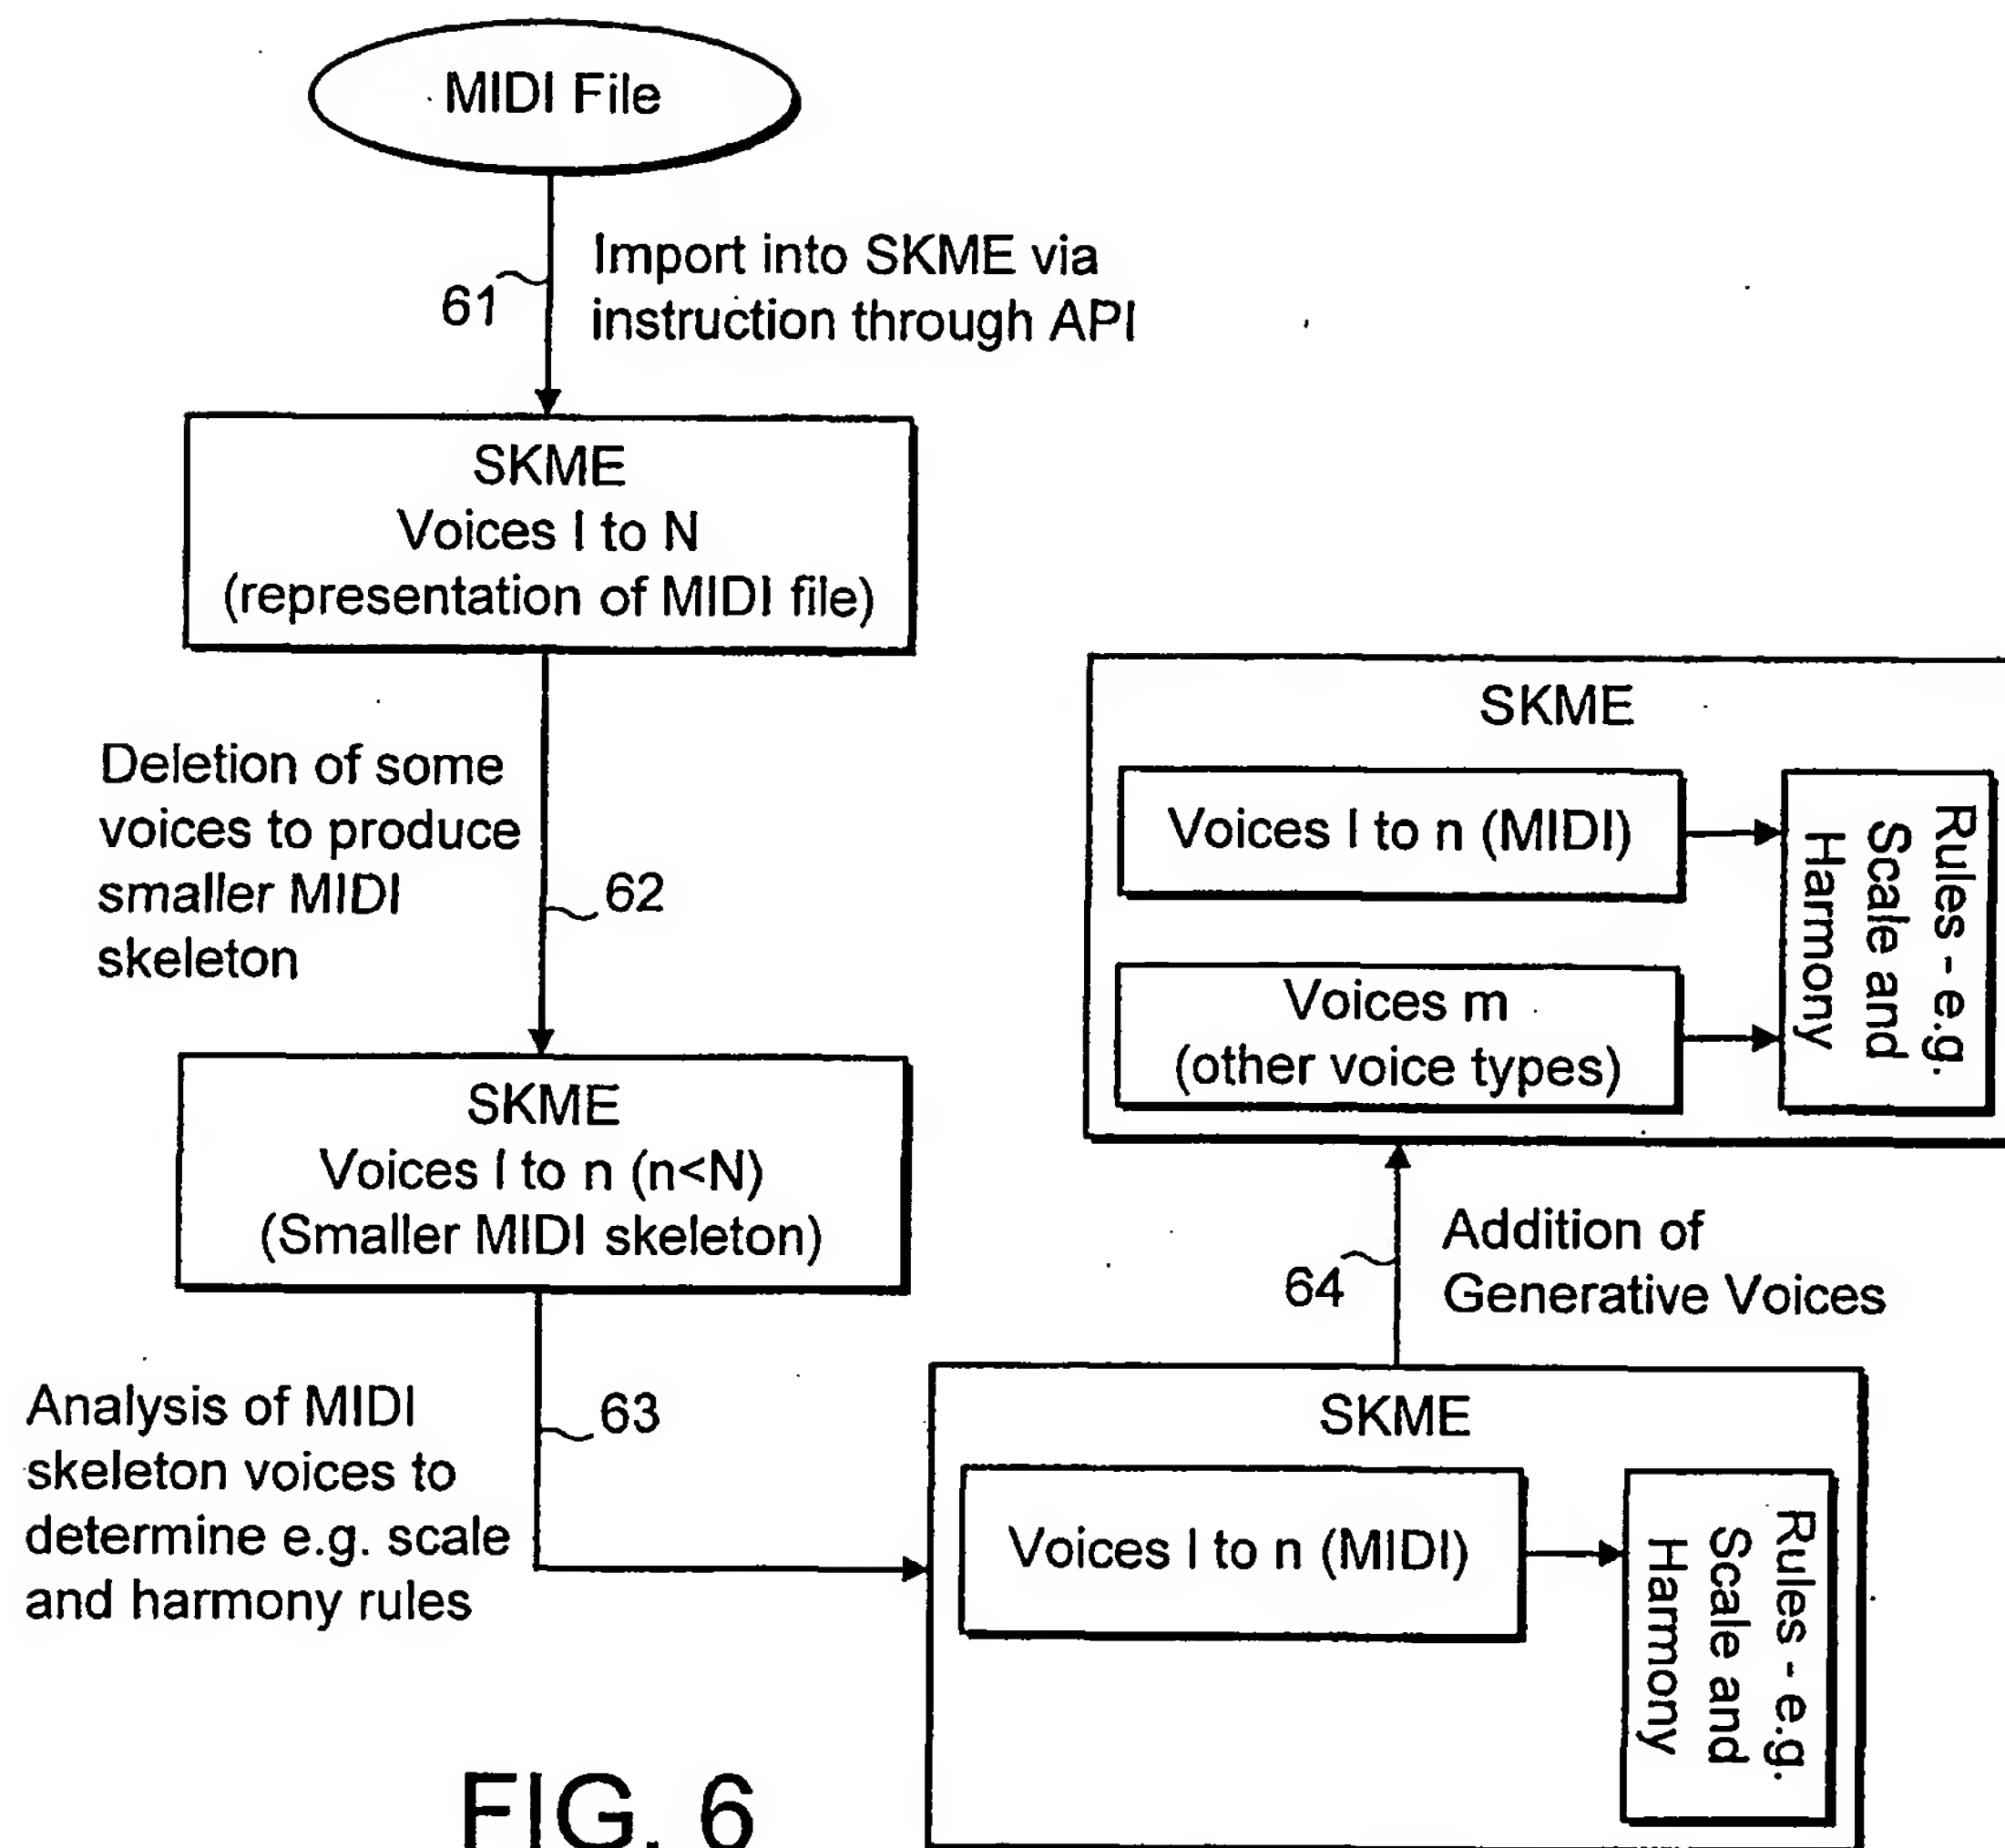 MIDI File
61
Import into SKME via
instruction through API
SKME
Voices I to N
(representation of MIDI file)
Deletion of some
voices to produce
smaller MIDI
skeleton
62
SKME
Voices I to n (n<N)
(Smaller MIDI skeleton)
Analysis of MIDI
skeleton voices to
determine e.g. scale
and harmony rules
63
SKME
Voices I to n (MIDI)
Rules - e.g.
Scale and
Harmony
64
Addition of
Generative Voices
SKME
Voices I to n (MIDI)
Voices m
(other voice types)
Rules - e.g.
Scale and
Harmony
FIG. 6